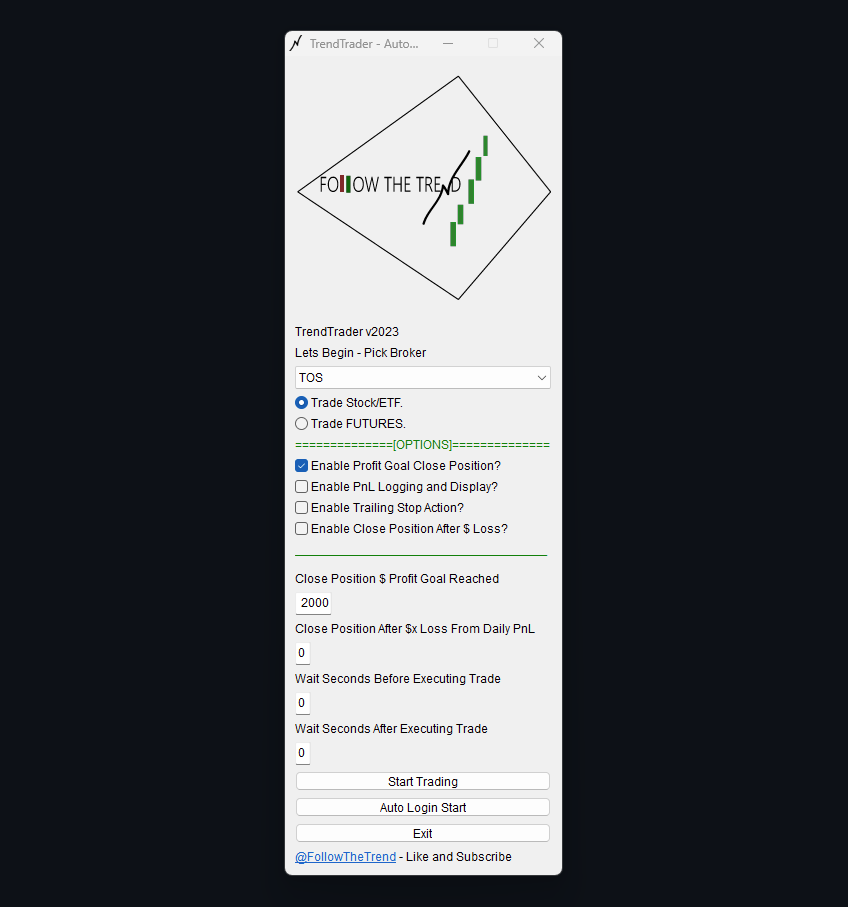 TrendTrader - Auto...
FOLLOW THE TREND
TrendTrader v2023
Lets Begin - Pick Broker
TOS
Trade Stock/ETF.
Trade FUTURES.
==============[OPTIONS]==============
Enable Profit Goal Close Position?
Enable PnL Logging and Display?
Enable Trailing Stop Action?
Enable Close Position After $ Loss?
Close Position $ Profit Goal Reached
2000
Close Position After $x Loss From Daily PnL
0
Wait Seconds Before Executing Trade
0
Wait Seconds After Executing Trade
0
Start Trading
Auto Login Start
Exit
@FollowTheTrend - Like and Subscribe